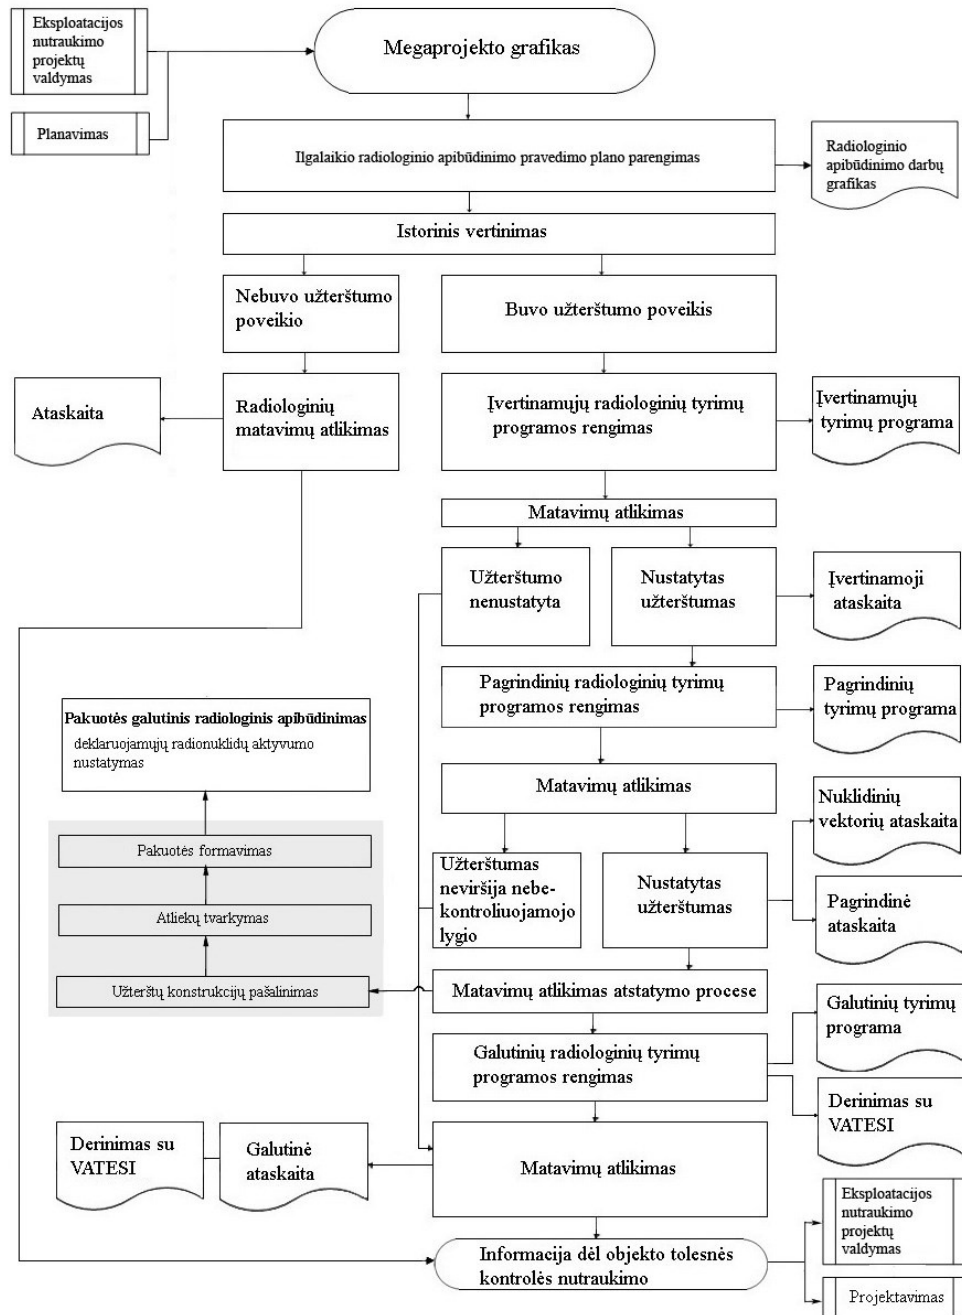 Eksploatacijos
nutraukimo
projektų
valdymas
Planavimas
Megaprojekto grafikas
Ilgalaikio radiologinio apibūdinimo pravedimo plano parengimas
Radiologinio
apibūdinimo darbų
grafikas
Istorinis vertinimas
Nebuvo užterštumo
poveikio
Buvo užterštumo poveikis
Ataskaita
Radiologinių
matavimų atlikimas
Įvertinamųjų radiologinių tyrimų
programos rengimas
Įvertinamųjų
tyrimų programa
Matavimų atlikimas
Užterštumo
nenustatyta
Nustatytas
užterštumas
Įvertinamoji
ataskaita
Pagrindinių radiologinių tyrimų
programos rengimas
Pagrindinių
tyrimų programa
Pakuotės galutinis radiologinis apibūdinimas
deklaruojamųjų radionuklidų aktyvumo
nustatymas
Matavimų atlikimas
Nuklidinių
vektorių ataskaita
Pakuotės formavimas
Užterštumas
neviršija nebe-
kontroliuojamojo
lygio
Nustatytas
užterštumas
Pagrindinė
ataskaita
Atliekų tvarkymas
Užterštų konstrukcijų pašalinimas
Matavimų atlikimas atstatymo procese
Galutinių tyrimų
programa
Galutinių radiologinių tyrimų
programos rengimas
Derinimas su
VATESI
Derinimas su
VATESI
Galutinė
ataskaita
Matavimų atlikimas
Eksploatacijos
nutraukimo
projektų
valdymas
Informacija dėl objekto tolesnės
kontrolės nutraukimo
Projektavimas